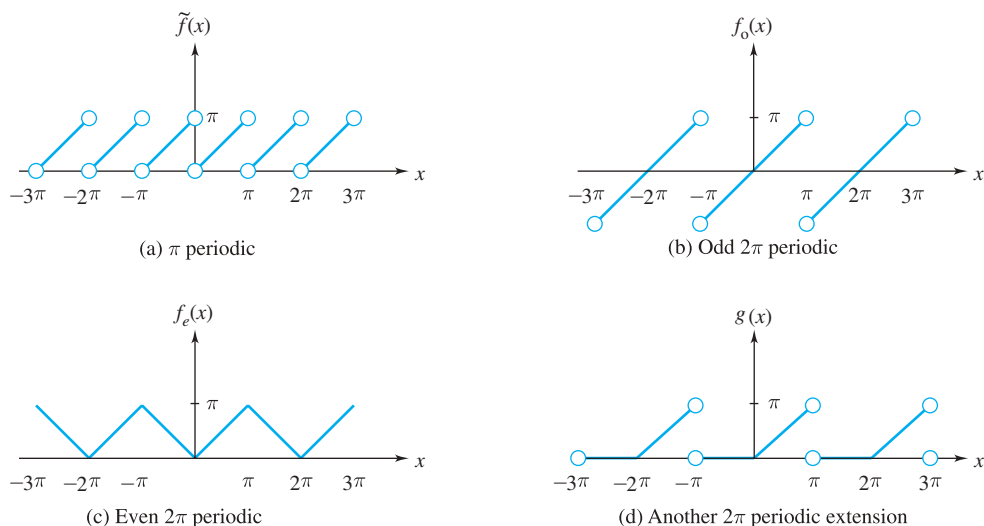 f̃(x)
π
x
−3π −2π −π π 2π 3π
(a) π periodic
f_o(x)
π
x
−3π −2π −π π 2π 3π
(b) Odd 2π periodic
f_e(x)
π
x
−3π −2π −π π 2π 3π
(c) Even 2π periodic
g(x)
π
x
−3π −2π −π π 2π 3π
(d) Another 2π periodic extension